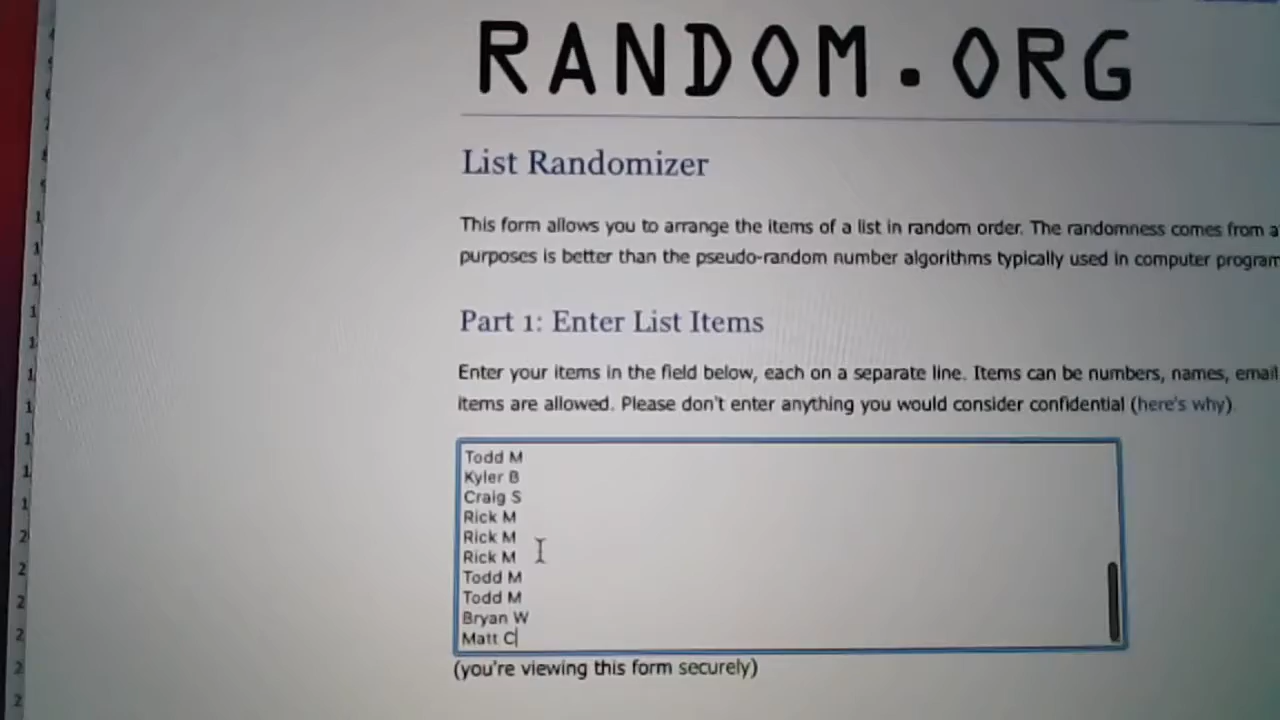 RANDOM.ORG
List Randomizer
This form allows you to arrange the items of a list in random order. The randomness comes from a
purposes is better than the pseudo-random number algorithms typically used in computer program
Part 1: Enter List Items
Enter your items in the field below, each on a separate line. Items can be numbers, names, email
items are allowed. Please don't enter anything you would consider confidential (here's why).
Todd M
Kyler B
Craig S
Rick M
Rick M
Rick M
Todd M
Todd M
Bryan W
Matt C
(you're viewing this form securely)